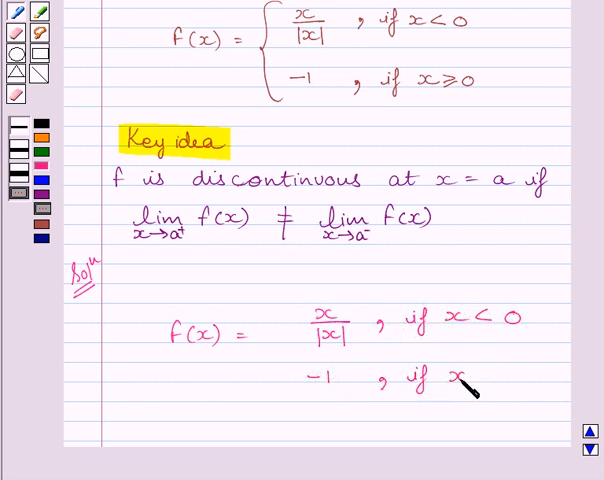 f(x) = { x/|x| , if x < 0
-1 , if x ≥ 0
Key idea
f is discontinuous at x = a if
lim x→a⁺ f(x) ≠ lim x→a⁻ f(x)
Solⁿ
f(x) = x/|x| , if x < 0
-1 , if x